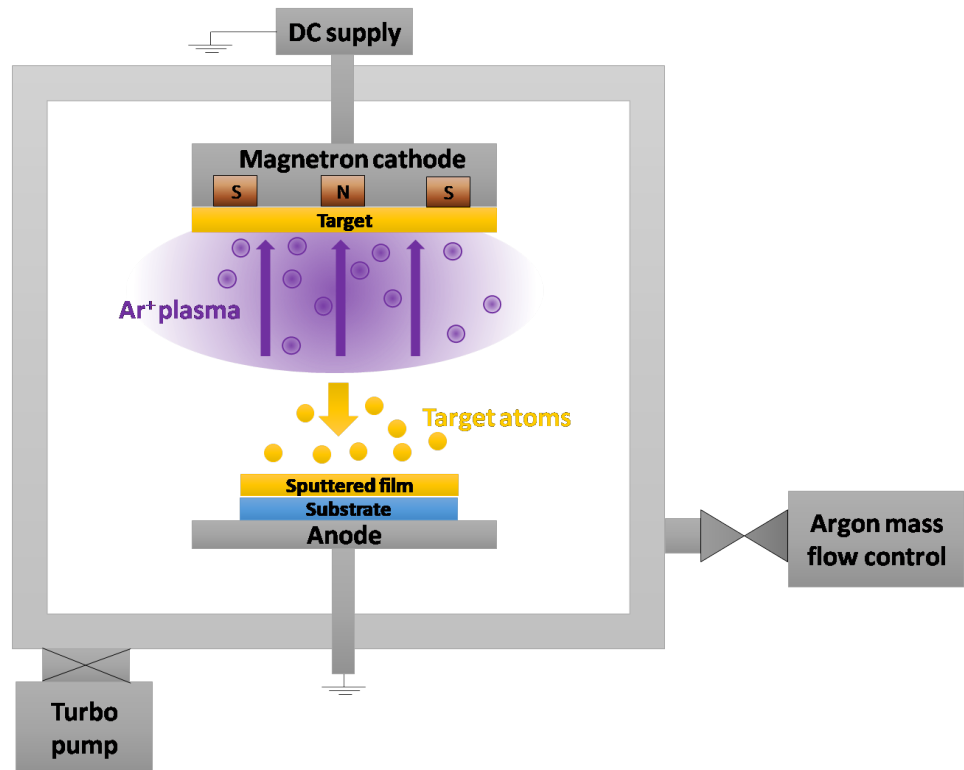 DC supply
Magnetron cathode
S
N
S
Target
Ar⁺ plasma
Target atoms
Sputtered film
Substrate
Anode
Argon mass
flow control
Turbo
pump